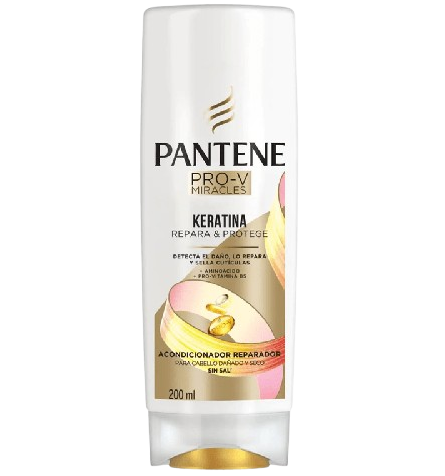 PANTENE
PRO-V
MIRACLES
KERATINA
REPARA & PROTEGE
DETECTA EL DAÑO, LO REPARA
Y SELLA CUTÍCULAS
+ AMINOÁCIDO
+ PRO-VITAMINA B5
ACONDICIONADOR REPARADOR
PARA CABELLO DAÑADO Y SECO
SIN SAL*
200 ml